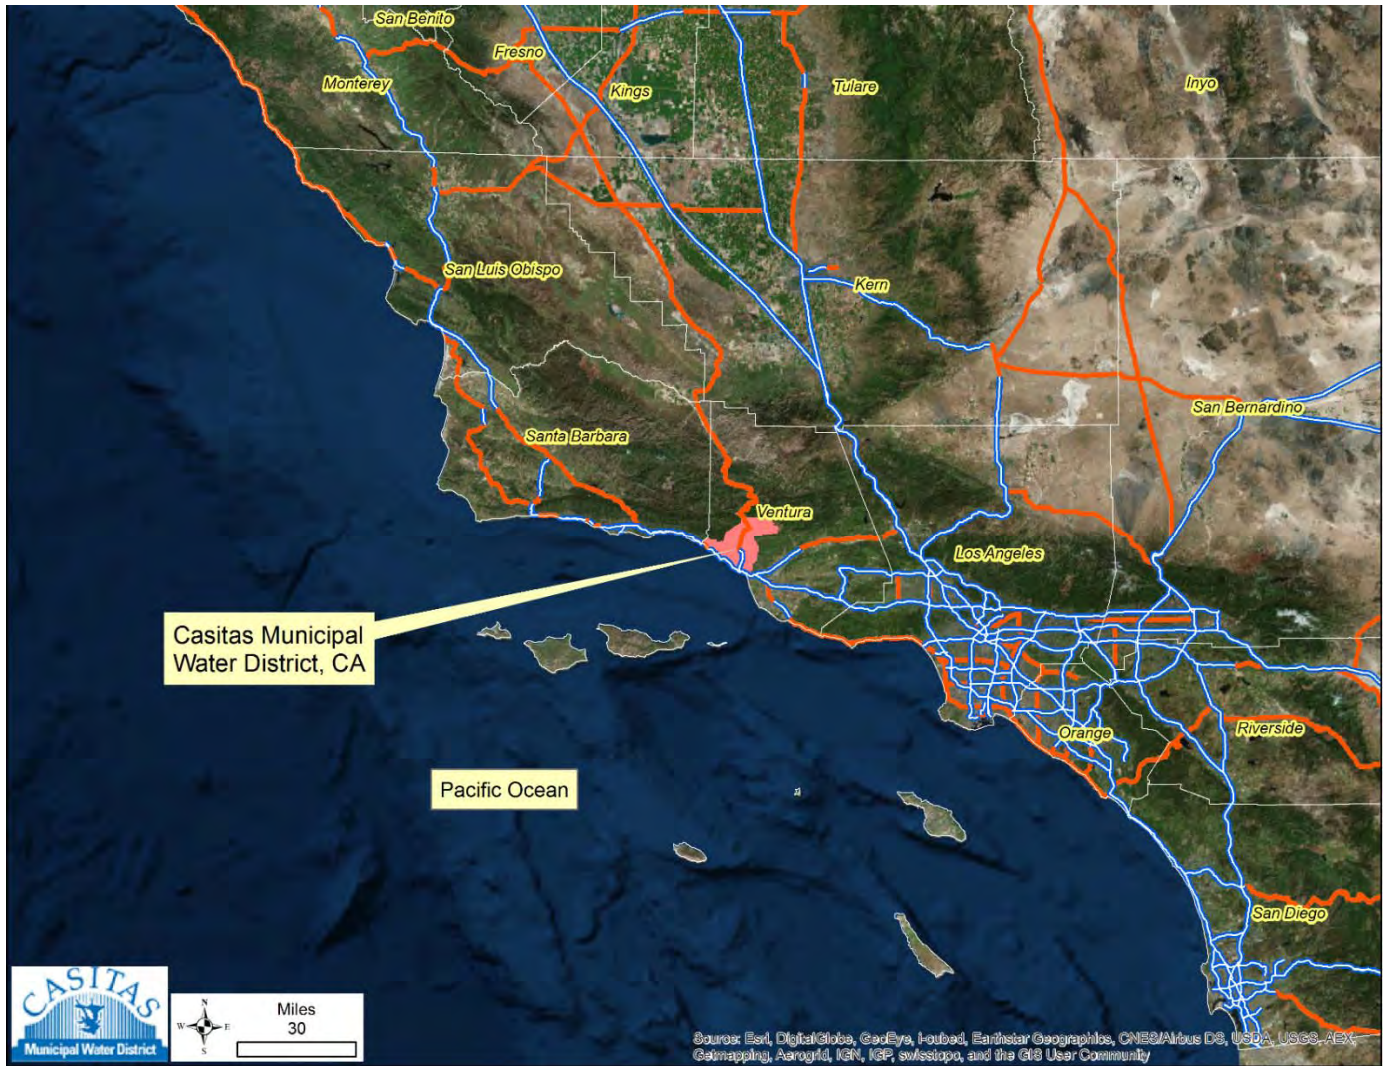 San Benito
Fresno
Monterey
Kings
Tulare
Inyo
San Luis Obispo
Kern
San Bernardino
Santa Barbara
Ventura
Los Angeles
Casitas Municipal
Water District, CA
Orange
Riverside
Pacific Ocean
San Diego
CASITAS
Municipal Water District
N
W E
S
Miles
30
Source: Esri, DigitalGlobe, GeoEye, i-cubed, Earthstar Geographics, CNES/Airbus DS, USDA, USGS, AEX,
Getmapping, Aerogrid, IGN, IGP, swisstopo, and the GIS User Community